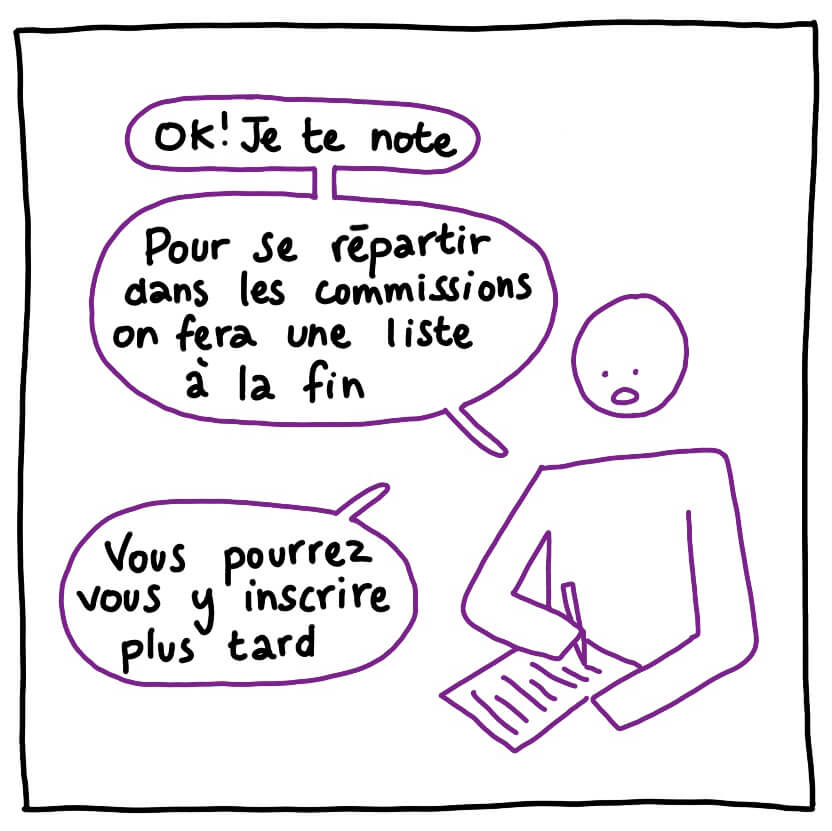 OK! Je te note
Pour se répartir
dans les commissions
on fera une liste
à la fin
Vous pourrez
vous y inscrire
plus tard